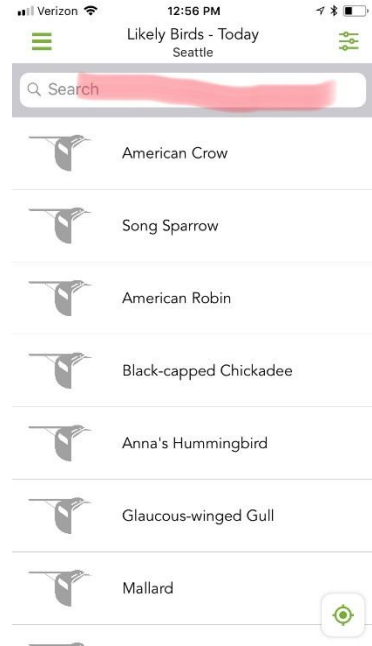 Verizon
12:56 PM
Likely Birds - Today
Seattle
Search
American Crow
Song Sparrow
American Robin
Black-capped Chickadee
Anna's Hummingbird
Glaucous-winged Gull
Mallard